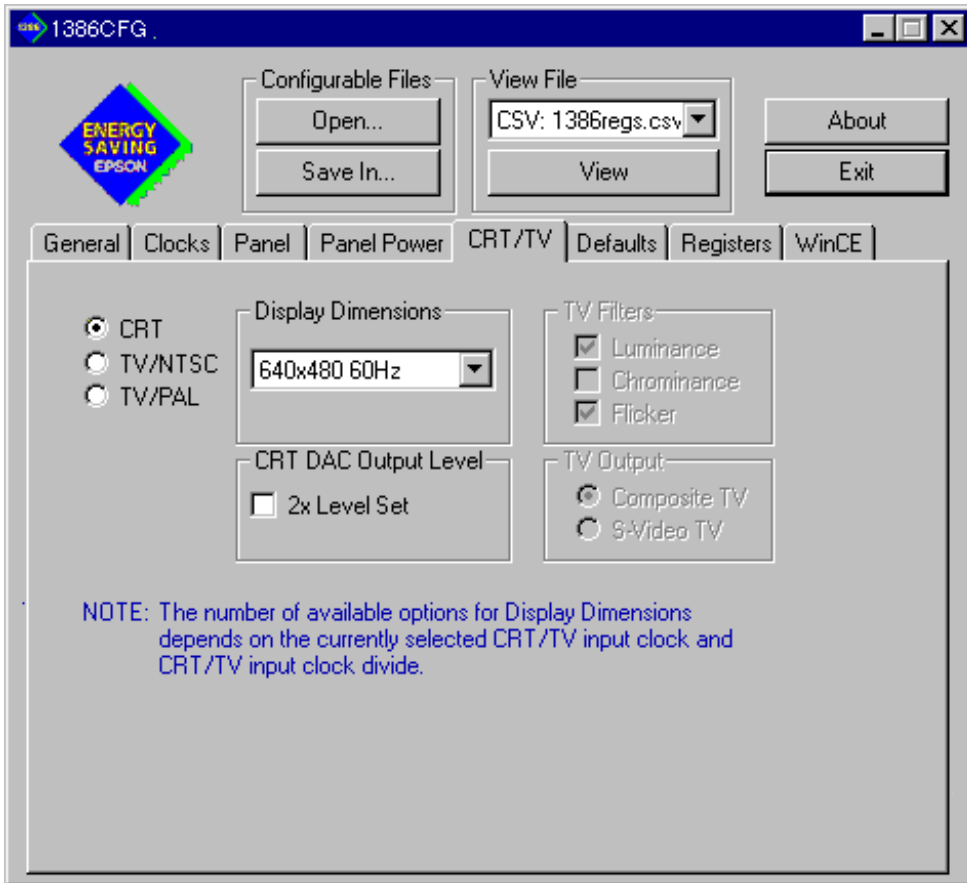 1386CFG
ENERGY
SAVING
EPSON
Configurable Files
Open...
Save In...
View File
CSV: 1386regs.csv
View
About
Exit
General Clocks Panel Panel Power CRT/TV Defaults Registers WinCE
CRT
TV/NTSC
TV/PAL
Display Dimensions
640x480 60Hz
CRT DAC Output Level
2x Level Set
TV Filters
Luminance
Chrominance
Flicker
TV Output
Composite TV
S-Video TV
NOTE: The number of available options for Display Dimensions
depends on the currently selected CRT/TV input clock and
CRT/TV input clock divide.